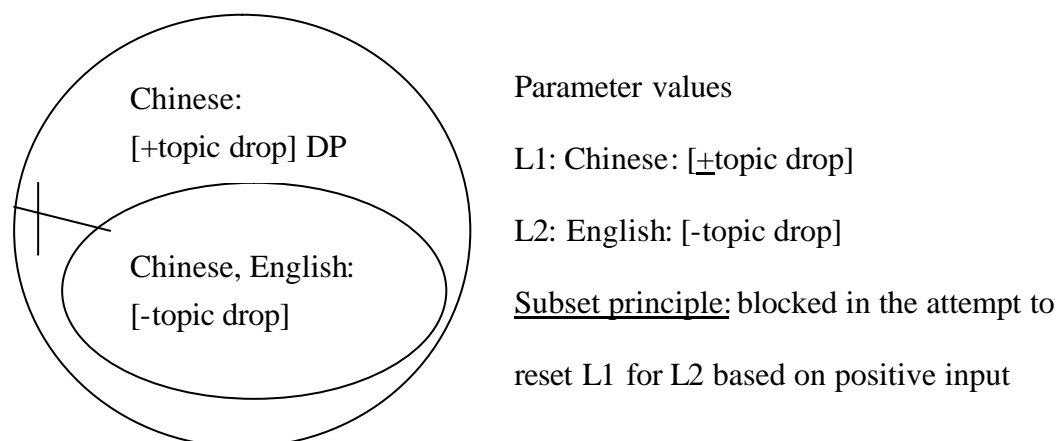 Chinese:
[+topic drop] DP
Chinese, English:
[-topic drop]
Parameter values
L1: Chinese: [+topic drop]
L2: English: [-topic drop]
Subset principle: blocked in the attempt to
reset L1 for L2 based on positive input